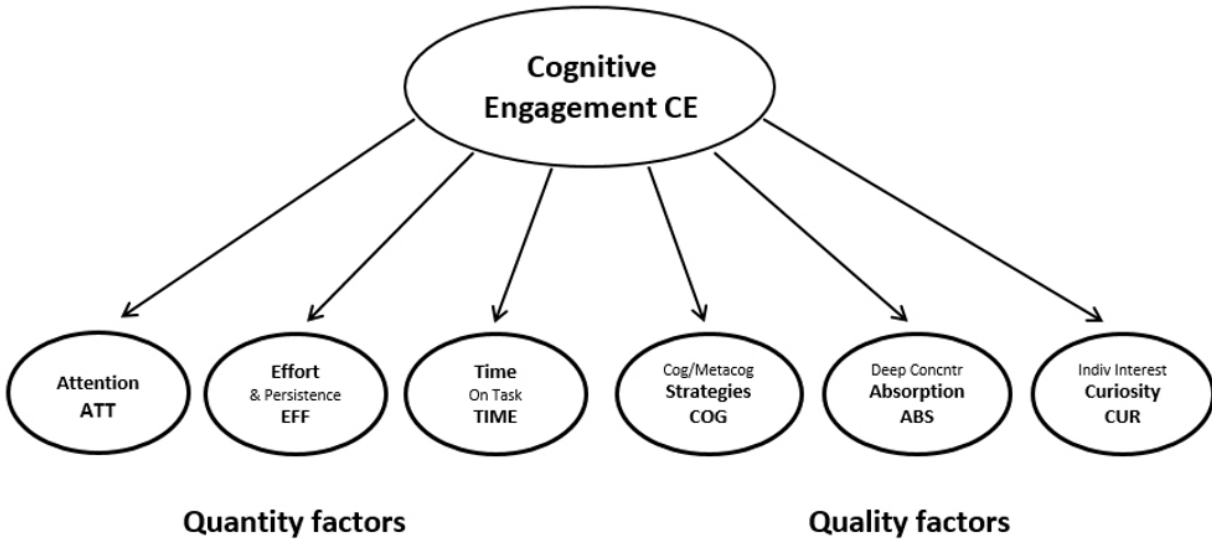 Cognitive
Engagement CE
Attention
ATT
Effort
& Persistence
EFF
Time
On Task
TIME
Cog/Metacog
Strategies
COG
Deep Concntr
Absorption
ABS
Indiv Interest
Curiosity
CUR
Quantity factors
Quality factors